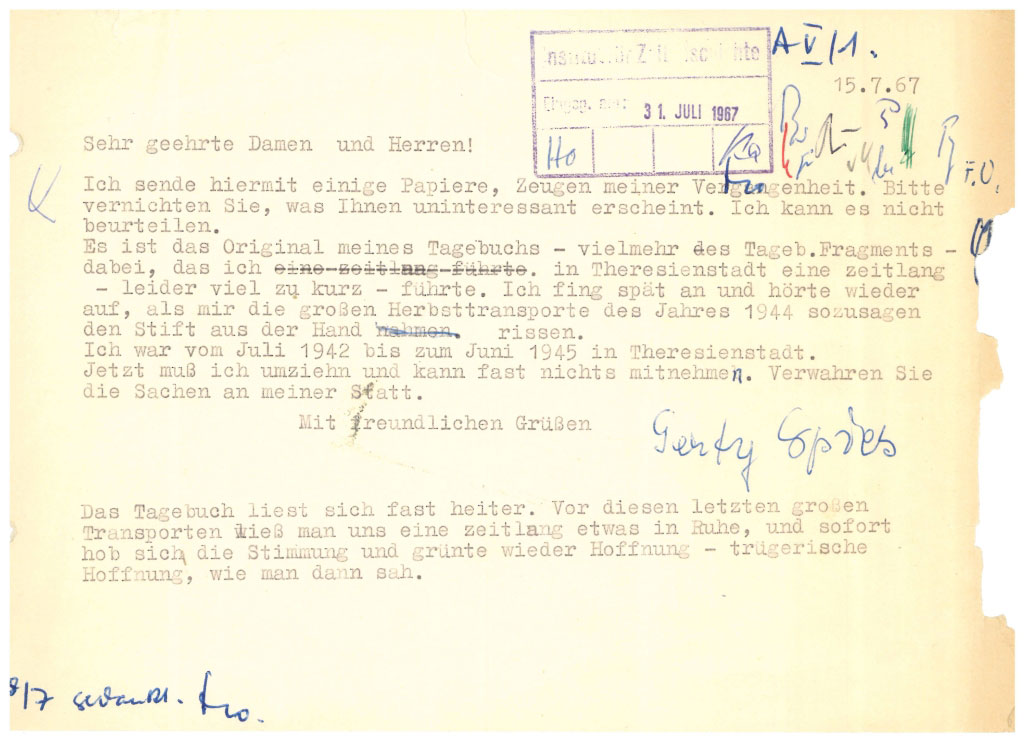 A V/1.
Institut für Zeitgeschichte
15.7.67
Eingeg. am: 31. JULI 1967
Ho
Sehr geehrte Damen und Herren!
F.O.
Ich sende hiermit einige Papiere, Zeugen meiner Vergangenheit. Bitte
vernichten Sie, was Ihnen uninteressant erscheint. Ich kann es nicht
beurteilen.
Es ist das Original meines Tagebuchs - vielmehr des Tageb.Fragments -
dabei, das ich eine zeitlang führte. in Theresienstadt eine zeitlang
- leider viel zu kurz - führte. Ich fing spät an und hörte wieder
auf, als mir die großen Herbsttransporte des Jahres 1944 sozusagen
den Stift aus der Hand nahmen. rissen.
Ich war vom Juli 1942 bis zum Juni 1945 in Theresienstadt.
Jetzt muß ich umziehn und kann fast nichts mitnehmen. Verwahren Sie
die Sachen an meiner Statt.
Mit freundlichen Grüßen
Gerty Spies
Das Tagebuch liest sich fast heiter. Vor diesen letzten großen
Transporten ließ man uns eine zeitlang etwas in Ruhe, und sofort
hob sich die Stimmung und grünte wieder Hoffnung - trügerische
Hoffnung, wie man dann sah.
/7 gedankt.